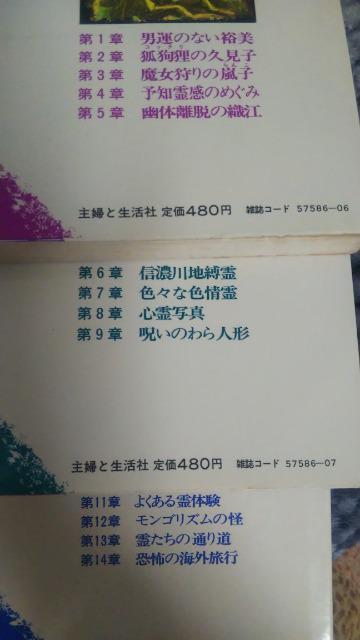 第1章 男運のない裕美
第2章 狐狗狸の久見子
第3章 魔女狩りの嵐子
第4章 予知霊感のめぐみ
第5章 幽体離脱の織江
主婦と生活社 定価480円 雑誌コード 57586-06
第6章 信濃川地縛霊
第7章 色々な色情霊
第8章 心霊写真
第9章 呪いのわら人形
主婦と生活社 定価480円 雑誌コード 57586-07
第11章 よくある霊体験
第12章 モンゴリズムの怪
第13章 霊たちの通り道
第14章 恐怖の海外旅行